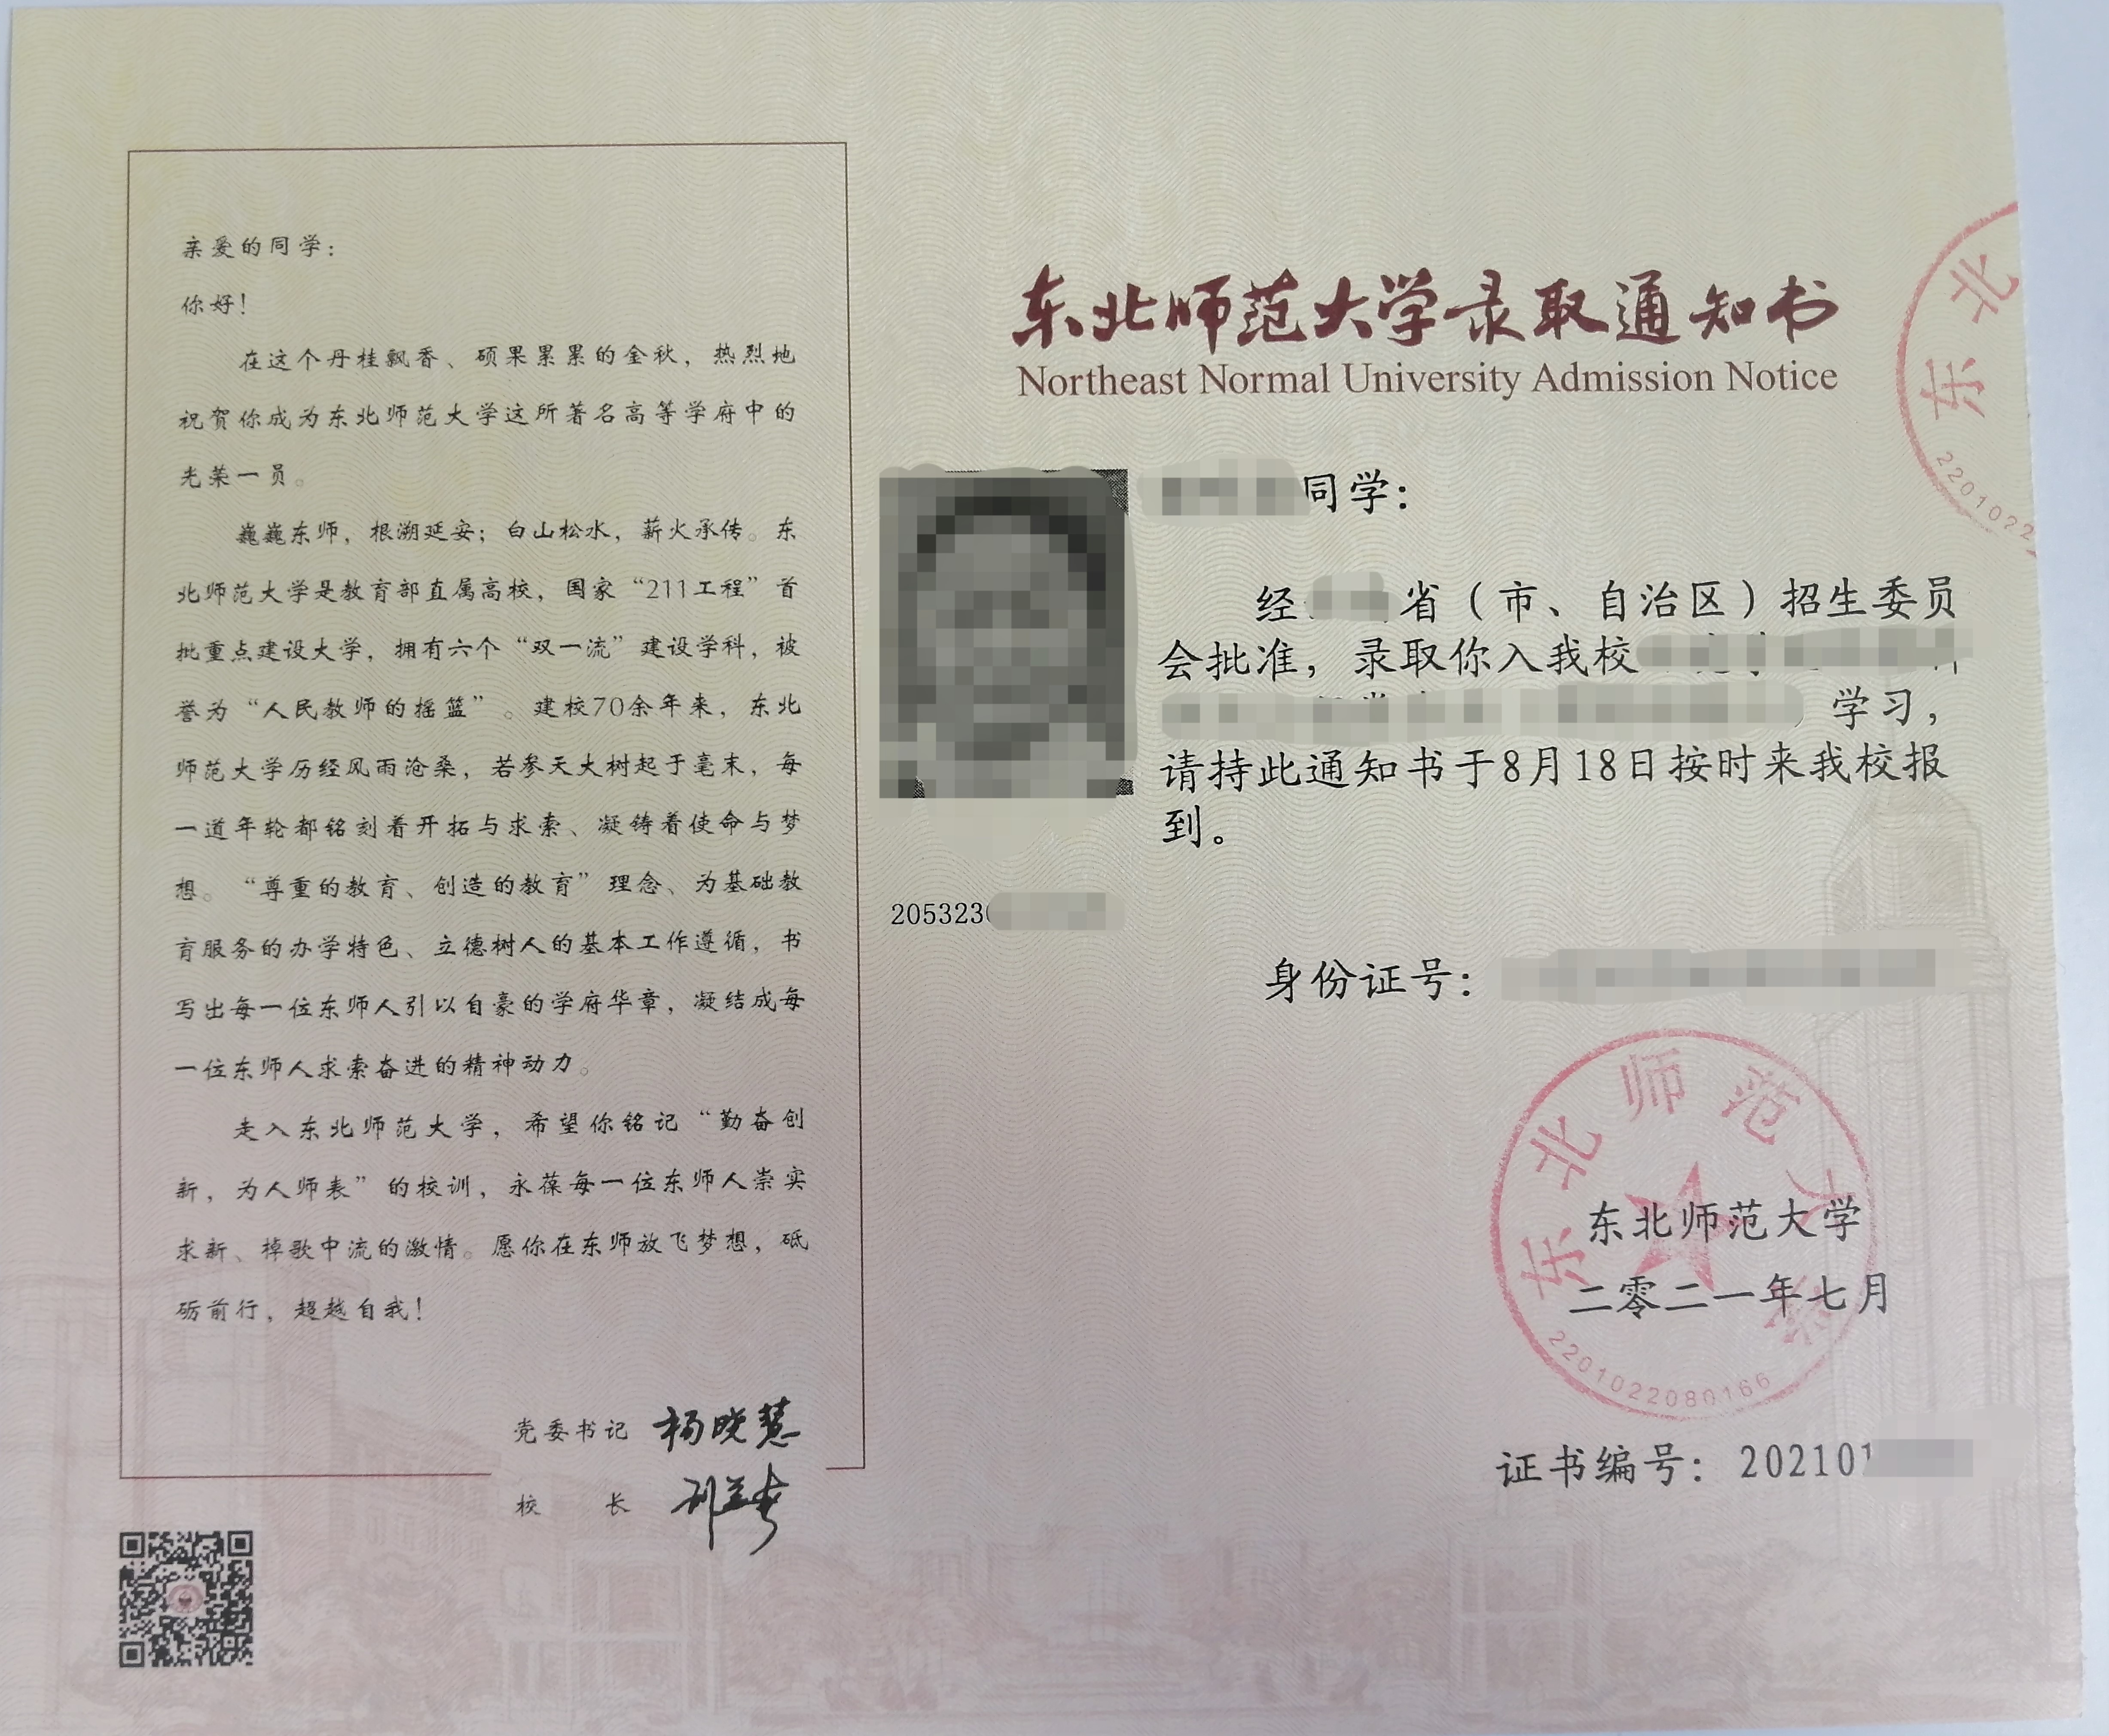 亲爱的同学:
你好!
在这个丹桂飘香、硕果累累的金秋，热烈地
祝贺你成为东北师范大学这所著名高等学府中的
光荣一员。
巍巍东师，根溯延安；白山松水，薪火承传。东
北师范大学是教育部直属高校，国家“211工程”首
批重点建设大学，拥有六个“双一流”建设学科，被
誉为“人民教师的摇篮”。建校70余年来，东北
师范大学历经风雨沧桑，若参天大树起于毫末，每
一道年轮都铭刻着开拓与求索、凝铸着使命与梦
想。“尊重的教育、创造的教育”理念、为基础教
育服务的办学特色、立德树人的基本工作遵循，书
写出每一位东师人引以自豪的学府华章，凝结成每
一位东师人求索奋进的精神动力。
走入东北师范大学，希望你铭记“勤奋创
新，为人师表”的校训，永葆每一位东师人崇实
求新、棹歌中流的激情。愿你在东师放飞梦想，砥
砺前行，超越自我!
党委书记 杨晓慧
校 长
东北师范大学录取通知书
Northeast Normal University Admission Notice
同学:
经 省（市、自治区）招生委员
会批准，录取你入我校
学习，
请持此通知书于8月18日按时来我校报
到。
205323
身份证号:
东北师范大学
二零二一年七月
证书编号: 20210
东北师范大学
2201022080166
东北
2201022